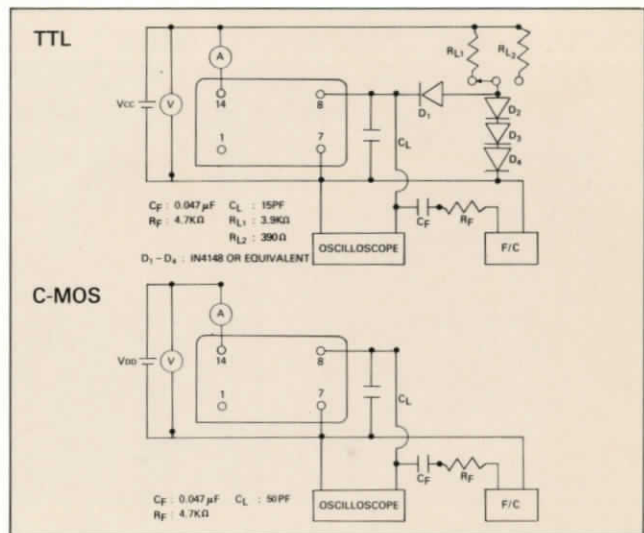 TTL
A
RL1
RL2
14
8
VCC
V
1
7
CL
D1
D2
D3
D4
CF : 0.047μF CL : 15PF
RF : 4.7KΩ RL1 : 3.9KΩ
RL2 : 390Ω
D1 – D4 : IN4148 OR EQUIVALENT
OSCILLOSCOPE
CF
RF
F/C
C-MOS
A
14
8
VDD
V
1
7
CL
CF : 0.047μF CL : 50PF
RF : 4.7KΩ
OSCILLOSCOPE
CF
RF
F/C